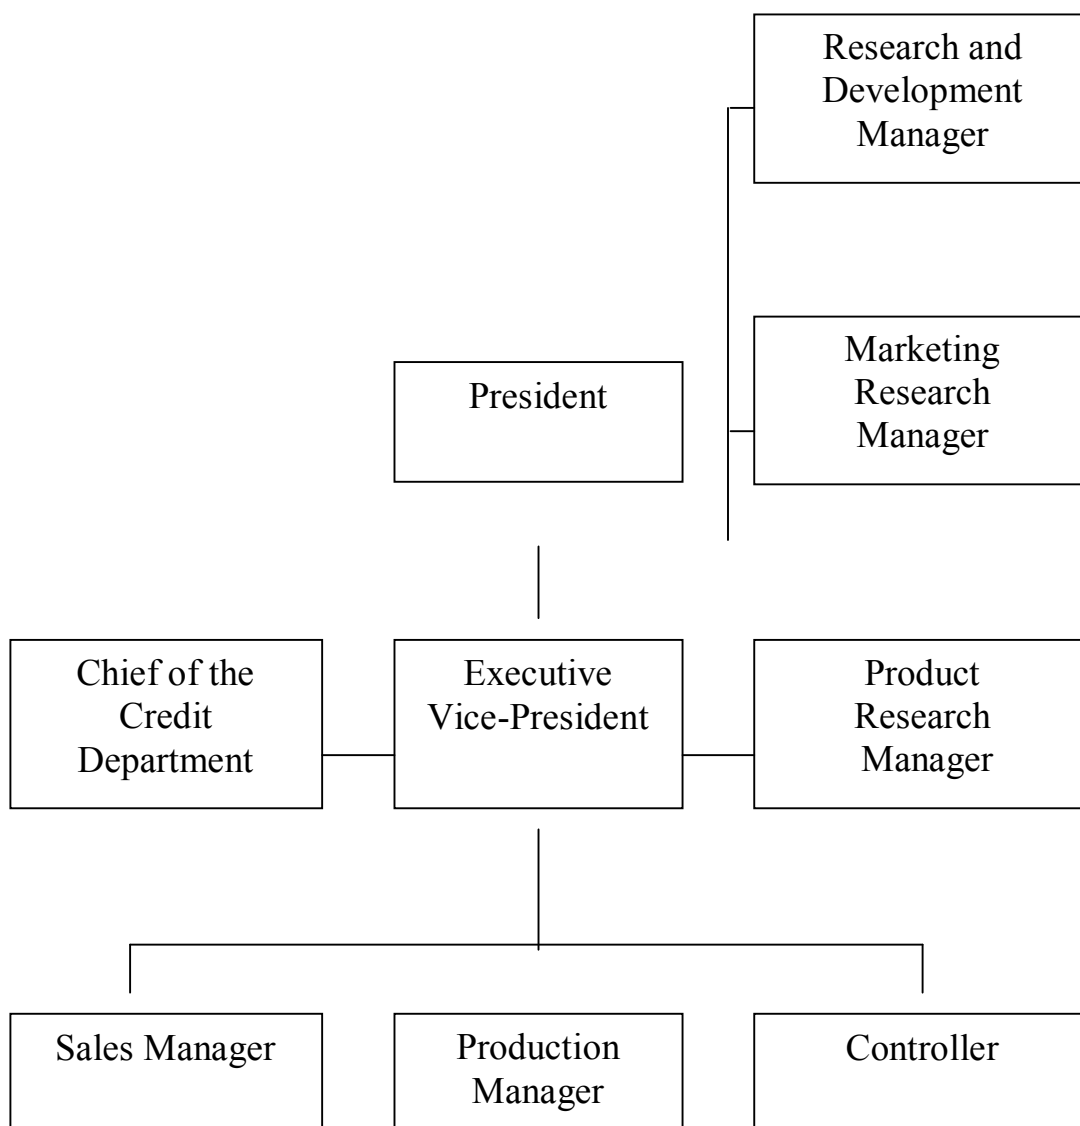 Research and
Development
Manager
Marketing
Research
Manager
President
Chief of the
Credit
Department
Executive
Vice-President
Product
Research
Manager
Sales Manager
Production
Manager
Controller